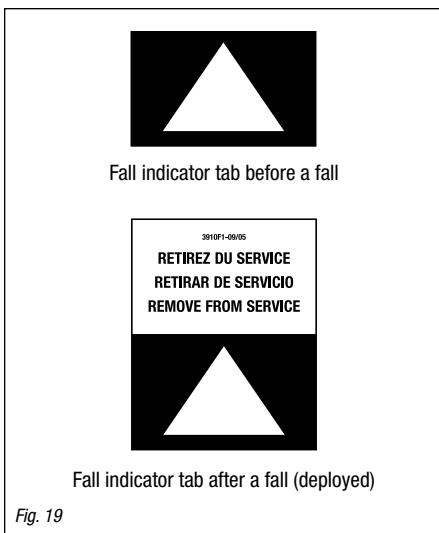 Fall indicator tab before a fall
3910F1-09/05
RETIREZ DU SERVICE
RETIRAR DE SERVICIO
REMOVE FROM SERVICE
Fall indicator tab after a fall (deployed)
Fig. 19